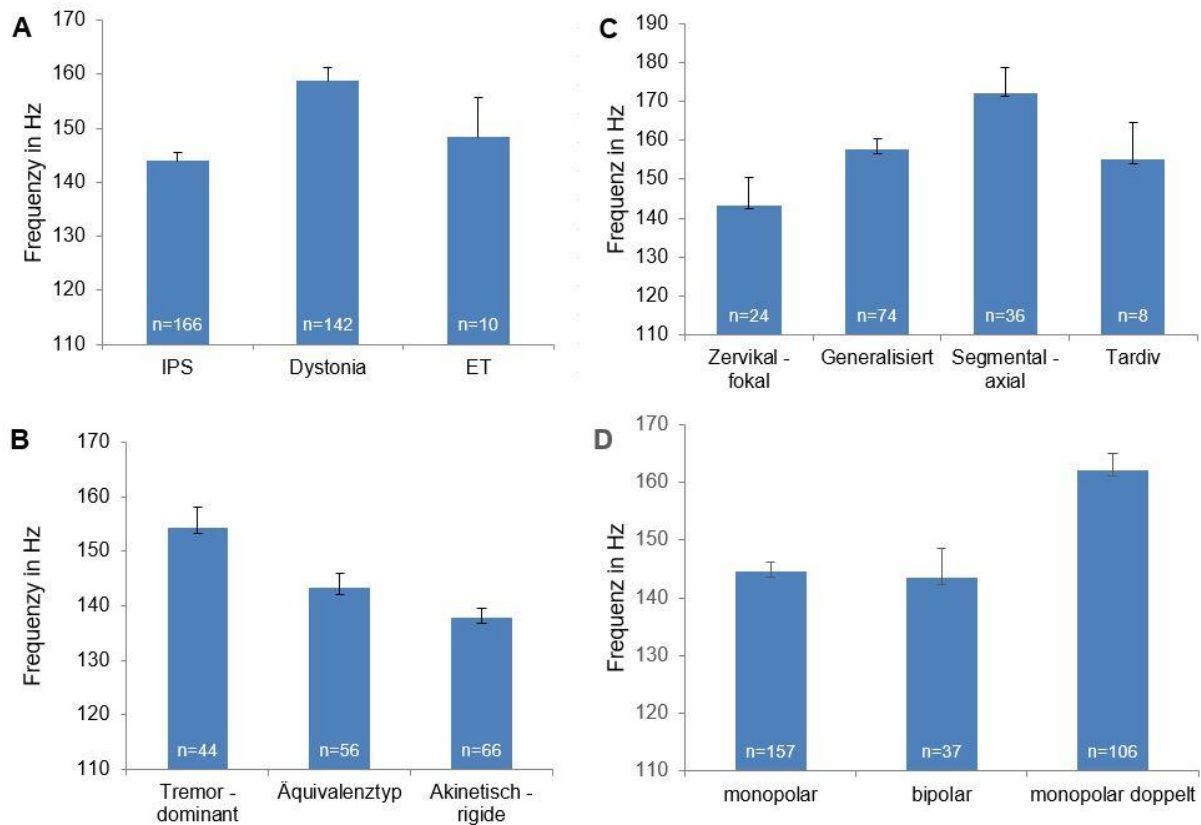 A
170
160
150
140
130
120
110
Frequenzy in Hz
n=166
n=142
n=10
IPS
Dystonia
ET
C
190
180
170
160
150
140
130
120
110
Frequenz in Hz
n=24
n=74
n=36
n=8
Zervikal -
fokal
Generalisiert
Segmental -
axial
Tardiv
B
170
160
150
140
130
120
110
Frequenzy in Hz
n=44
n=56
n=66
Tremor -
dominant
Äquivalenztyp
Akinetisch -
rigide
D
170
160
150
140
130
120
110
Frequenz in Hz
n=157
n=37
n=106
monopolar
bipolar
monopolar doppelt